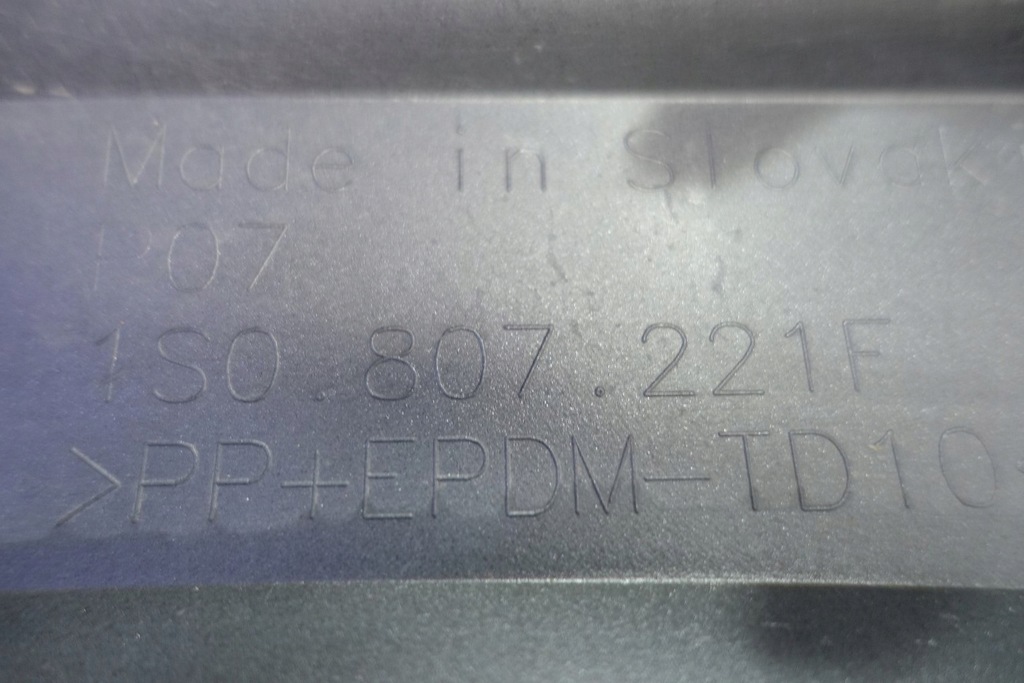 Made in Slovak
P07
1S0.807.221F
>PP+EPDM-TD10